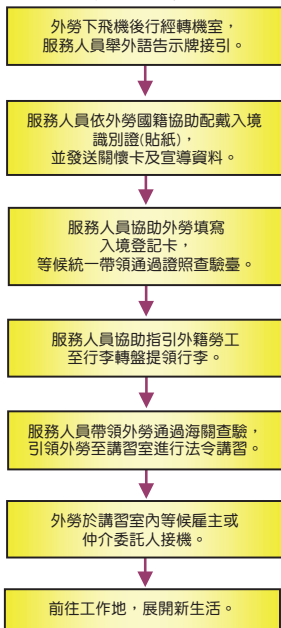 外勞下飛機後行經轉機室，
服務人員舉外語告示牌接引。
服務人員依外勞國籍協助配戴入境
識別證(貼紙)，
並發送關懷卡及宣導資料。
服務人員協助外勞填寫
入境登記卡，
等候統一帶領通過證照查驗臺。
服務人員協助指引外籍勞工
至行李轉盤提領行李。
服務人員帶領外勞通過海關查驗，
引領外勞至講習室進行法令講習。
外勞於講習室內等候雇主或
仲介委託人接機。
前往工作地，展開新生活。